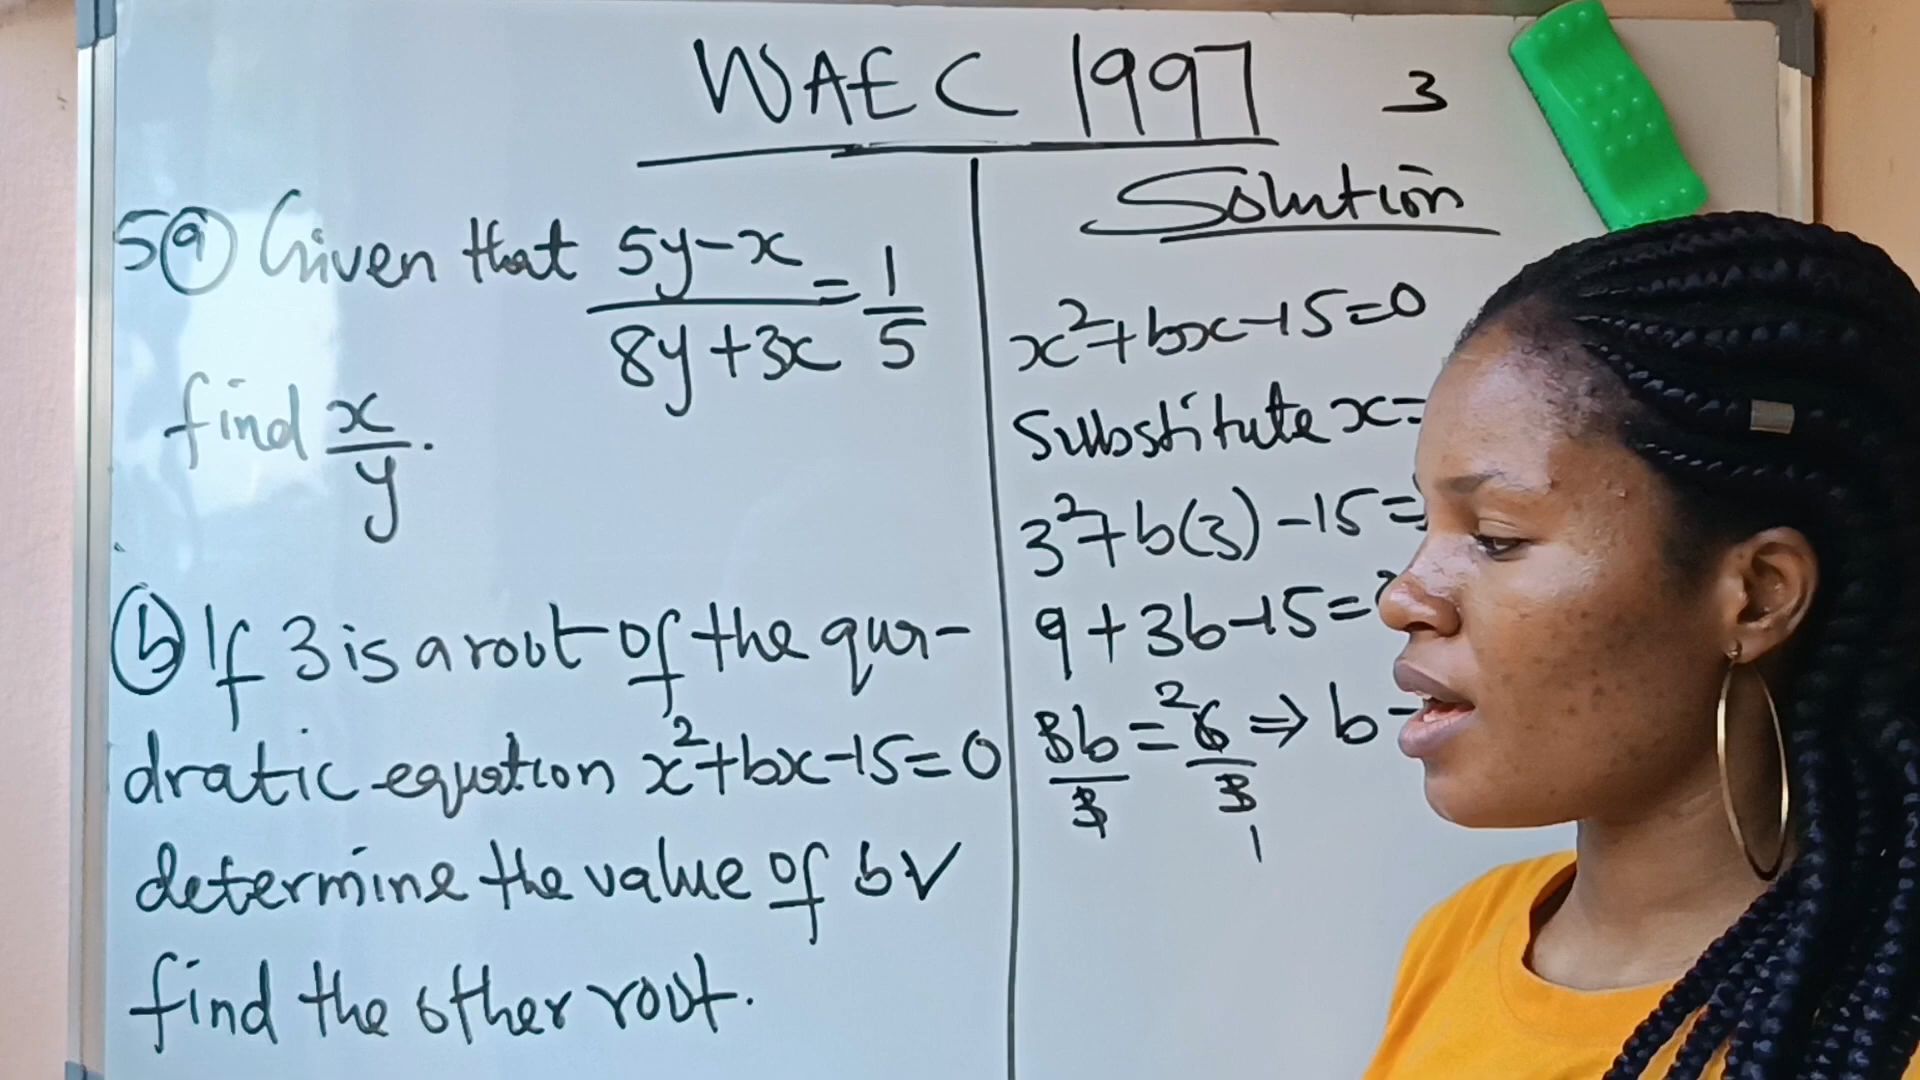 WAEC 1997 3
5(a) Given that (5y-x)/(8y+3x) = 1/5
find x/y.
(b) If 3 is a root of the qua-
dratic equation x²+bx-15=0
determine the value of b ✓
find the other root.
Solution
x²+bx-15=0
Substitute x=
3²+b(3)-15=
9+3b-15=
3b/3 = 6/3 ⇒ b =
2
1